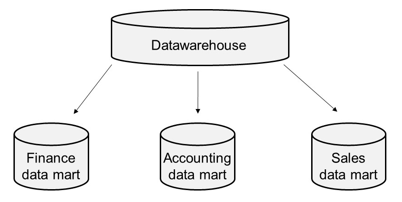 Datawarehouse
Finance
data mart
Accounting
data mart
Sales
data mart